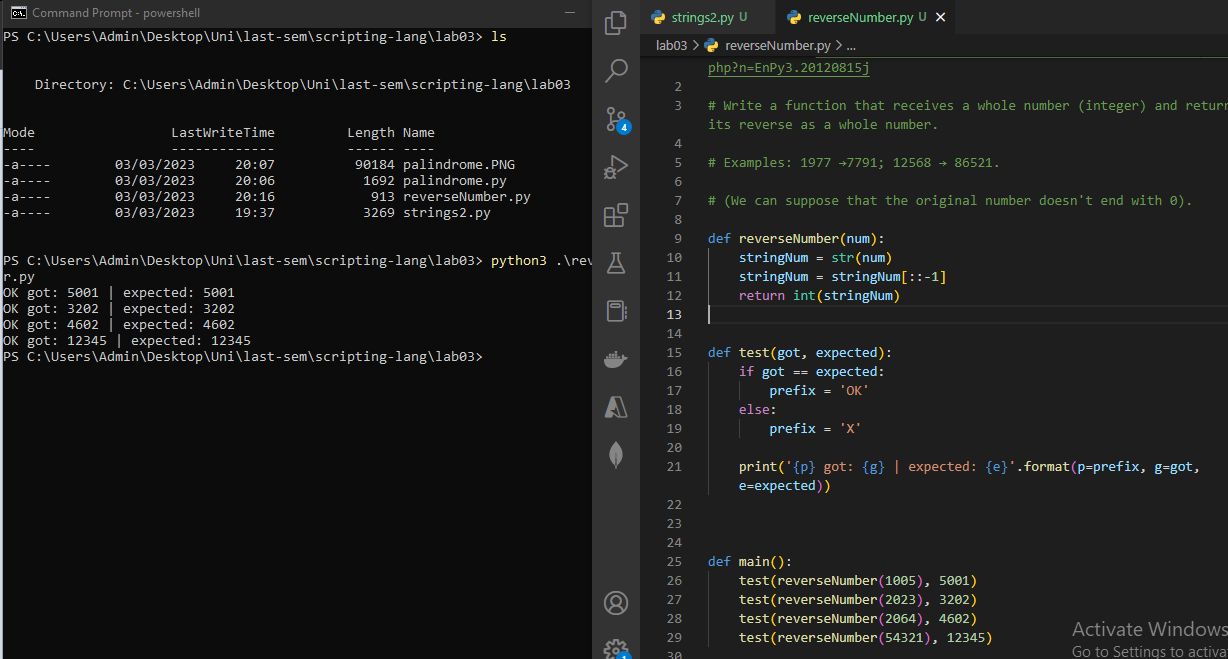 Command Prompt - powershell
PS C:\Users\Admin\Desktop\Uni\last-sem\scripting-lang\lab03> ls
Directory: C:\Users\Admin\Desktop\Uni\last-sem\scripting-lang\lab03
Mode LastWriteTime Length Name
---- ------------- ------ ----
-a---- 03/03/2023 20:07 90184 palindrome.PNG
-a---- 03/03/2023 20:06 1692 palindrome.py
-a---- 03/03/2023 20:16 913 reverseNumber.py
-a---- 03/03/2023 19:37 3269 strings2.py
PS C:\Users\Admin\Desktop\Uni\last-sem\scripting-lang\lab03> python3 .\rev
r.py
OK got: 5001 | expected: 5001
OK got: 3202 | expected: 3202
OK got: 4602 | expected: 4602
OK got: 12345 | expected: 12345
PS C:\Users\Admin\Desktop\Uni\last-sem\scripting-lang\lab03>
4
1
strings2.py U
reverseNumber.py U ×
lab03 > reverseNumber.py > ...
php?n=EnPy3.20120815j
2
3 # Write a function that receives a whole number (integer) and return
its reverse as a whole number.
4
5 # Examples: 1977 →7791; 12568 → 86521.
6
7 # (We can suppose that the original number doesn't end with 0).
8
9 def reverseNumber(num):
10 stringNum = str(num)
11 stringNum = stringNum[::-1]
12 return int(stringNum)
13
14
15 def test(got, expected):
16 if got == expected:
17 prefix = 'OK'
18 else:
19 prefix = 'X'
20
21 print('{p} got: {g} | expected: {e}'.format(p=prefix, g=got,
e=expected))
22
23
24
25 def main():
26 test(reverseNumber(1005), 5001)
27 test(reverseNumber(2023), 3202)
28 test(reverseNumber(2064), 4602)
29 test(reverseNumber(54321), 12345)
30
Activate Windows
Go to Settings to activa